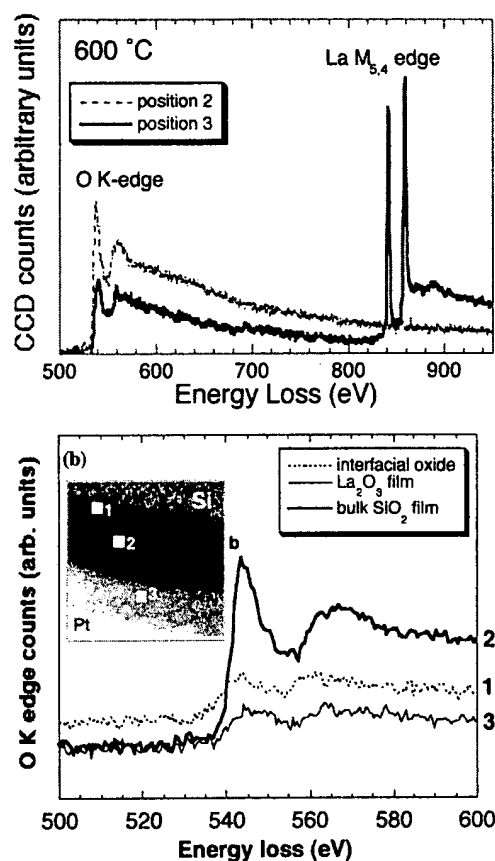 600 °C
La M5,4 edge
position 2
position 3
O K-edge
CCD counts (arbitrary units)
500 600 700 800 900
Energy Loss (eV)
(b)
interfacial oxide
La2O3 film
bulk SiO2 film
1
2
Pt
b
2
1
3
O K edge counts (arb. units)
500 520 540 560 580 600
Energy loss (eV)